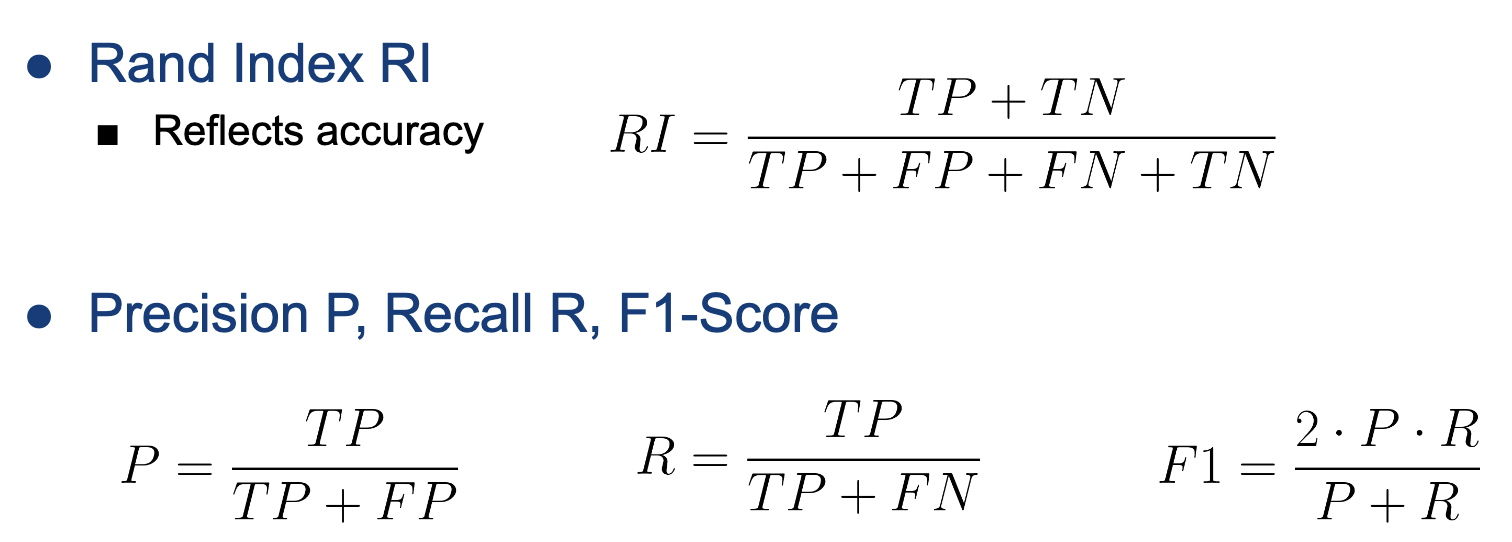 ● Rand Index RI
■ Reflects accuracy
RI = \frac{TP + TN}{TP + FP + FN + TN}
● Precision P, Recall R, F1-Score
P = \frac{TP}{TP + FP}
R = \frac{TP}{TP + FN}
F1 = \frac{2 \cdot P \cdot R}{P + R}